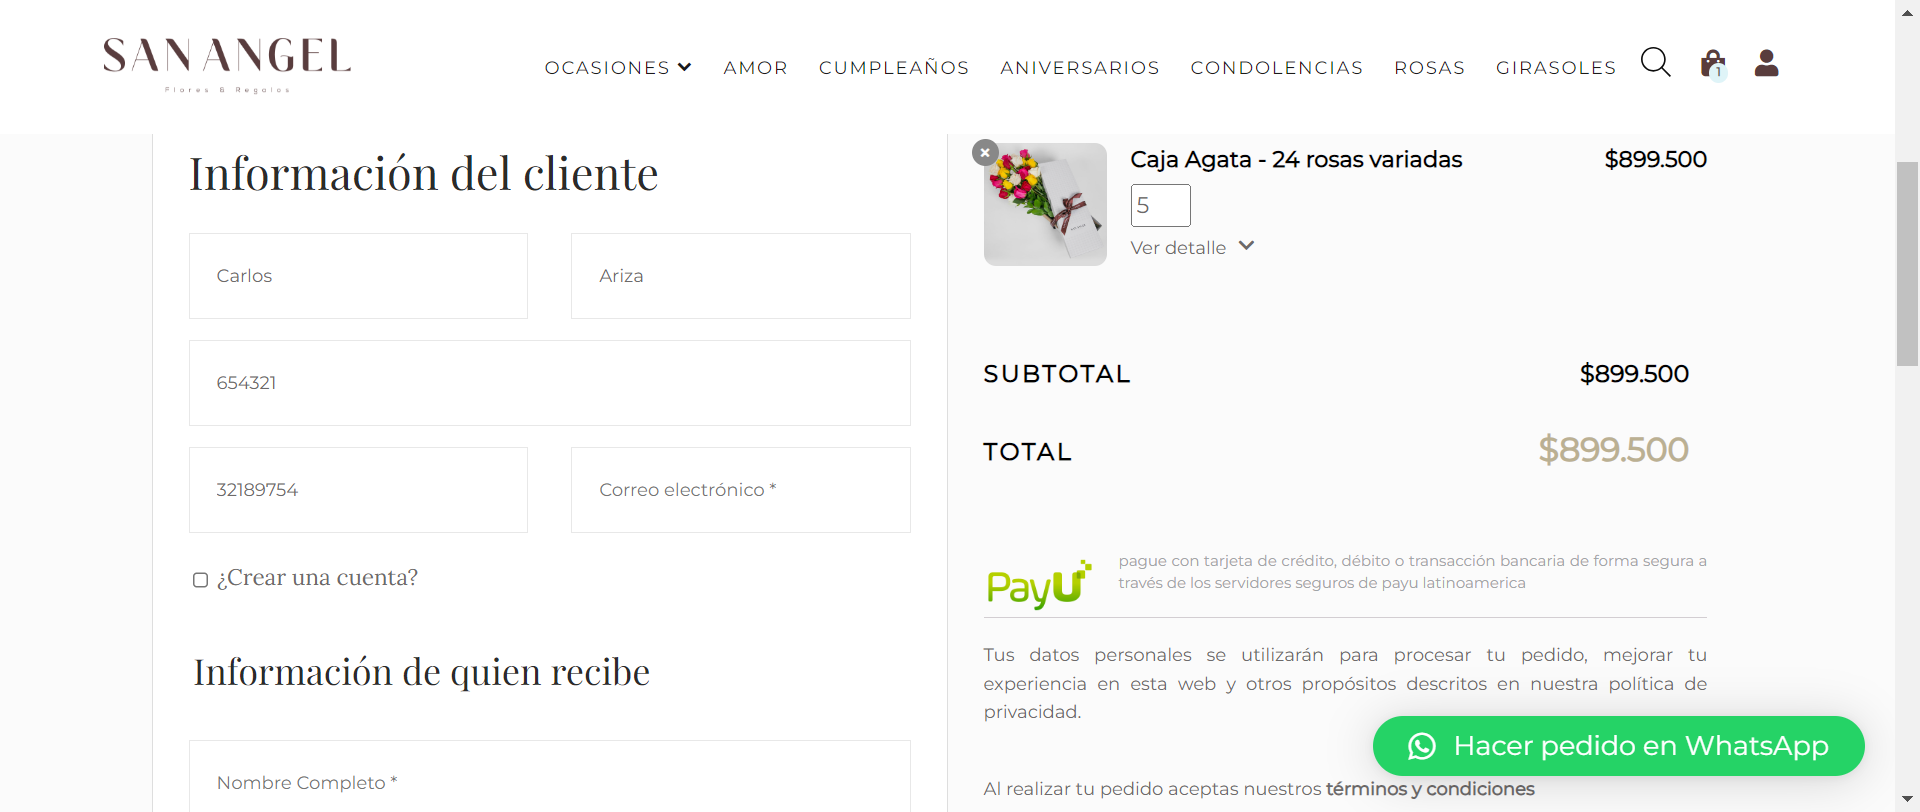 SAN ANGEL
Flores & Regalos
OCASIONES
AMOR
CUMPLEAÑOS
ANIVERSARIOS
CONDOLENCIAS
ROSAS
GIRASOLES
1
Información del cliente
Carlos
Ariza
654321
32189754
Correo electrónico *
¿Crear una cuenta?
Información de quien recibe
Nombre Completo *
Caja Agata - 24 rosas variadas
$899.500
5
Ver detalle
SUBTOTAL
$899.500
TOTAL
$899.500
PayU
pague con tarjeta de crédito, débito o transacción bancaria de forma segura a
través de los servidores seguros de payu latinoamerica
Tus datos personales se utilizarán para procesar tu pedido, mejorar tu
experiencia en esta web y otros propósitos descritos en nuestra política de
privacidad.
Hacer pedido en WhatsApp
Al realizar tu pedido aceptas nuestros términos y condiciones